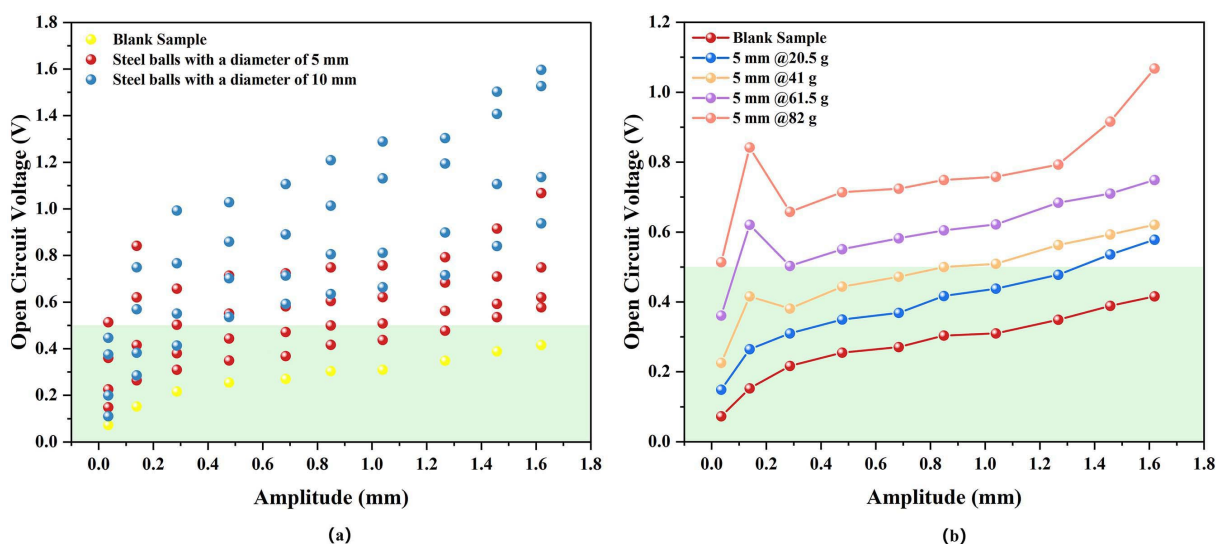 1.8
1.6
1.4
1.2
1.0
0.8
0.6
0.4
0.2
0.0
Open Circuit Voltage (V)
Blank Sample
Steel balls with a diameter of 5 mm
Steel balls with a diameter of 10 mm
0.0 0.2 0.4 0.6 0.8 1.0 1.2 1.4 1.6 1.8
Amplitude (mm)
(a)
1.2
1.0
0.8
0.6
0.4
0.2
0.0
Open Circuit Voltage (V)
Blank Sample
5 mm @20.5 g
5 mm @41 g
5 mm @61.5 g
5 mm @82 g
0.0 0.2 0.4 0.6 0.8 1.0 1.2 1.4 1.6 1.8
Amplitude (mm)
(b)